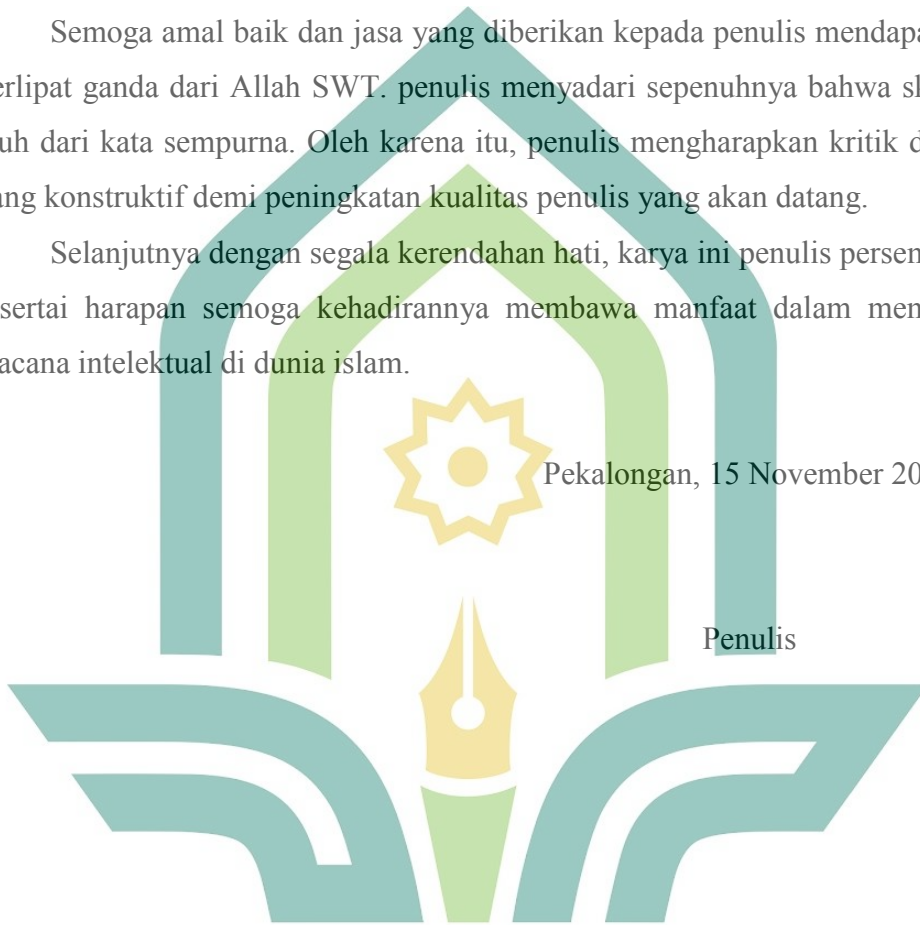 Semoga amal baik dan jasa yang diberikan kepada penulis mendapa
erlipat ganda dari Allah SWT. penulis menyadari sepenuhnya bahwa sk
uh dari kata sempurna. Oleh karena itu, penulis mengharapkan kritik d
ang konstruktif demi peningkatan kualitas penulis yang akan datang.
Selanjutnya dengan segala kerendahan hati, karya ini penulis persem
sertai harapan semoga kehadirannya membawa manfaat dalam men
acana intelektual di dunia islam.
Pekalongan, 15 November 20
Penulis